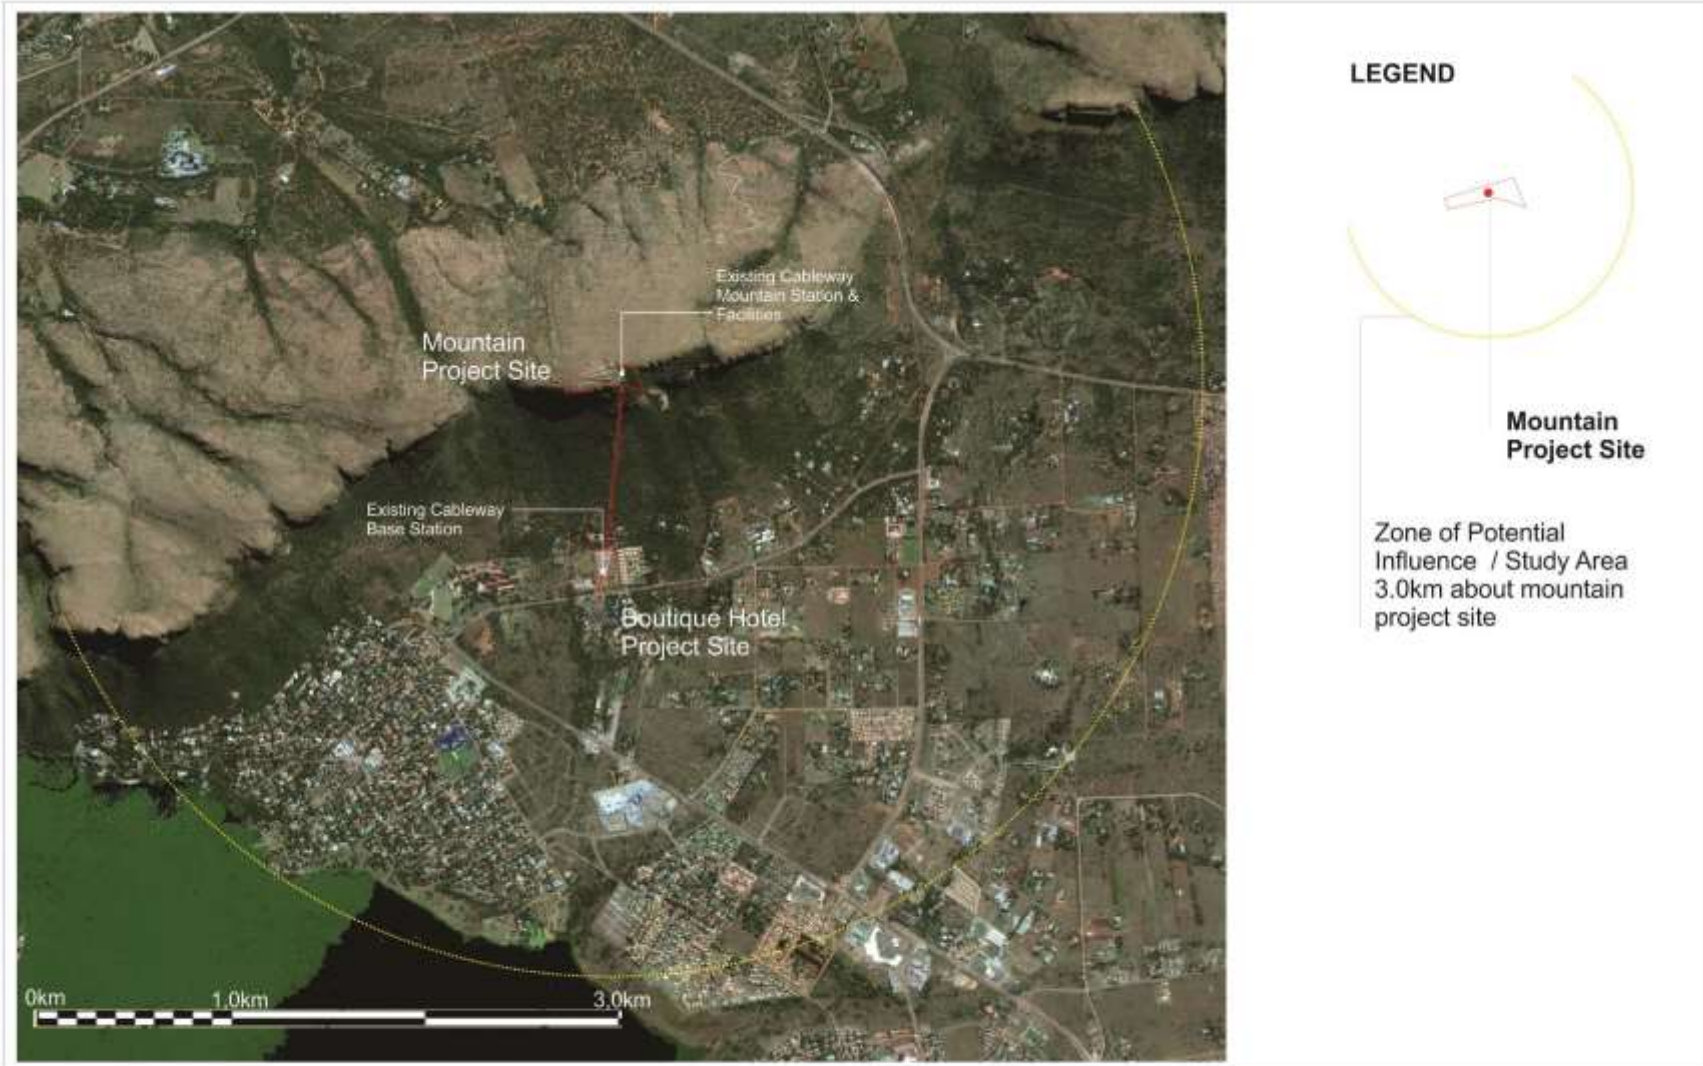 Existing Cableway
Mountain Station &
Facilities
Mountain
Project Site
Existing Cableway
Base Station
Boutique Hotel
Project Site
0km
1.0km
3.0km
LEGEND
Mountain
Project Site
Zone of Potential
Influence / Study Area
3.0km about mountain
project site